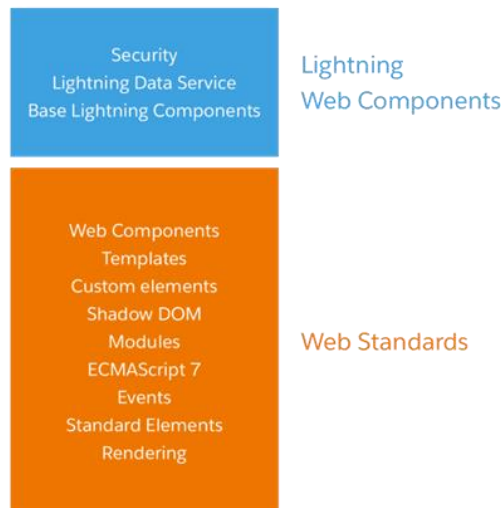 Security
Lightning Data Service
Base Lightning Components
Lightning
Web Components
Web Components
Templates
Custom elements
Shadow DOM
Modules
ECMAScript 7
Events
Standard Elements
Rendering
Web Standards